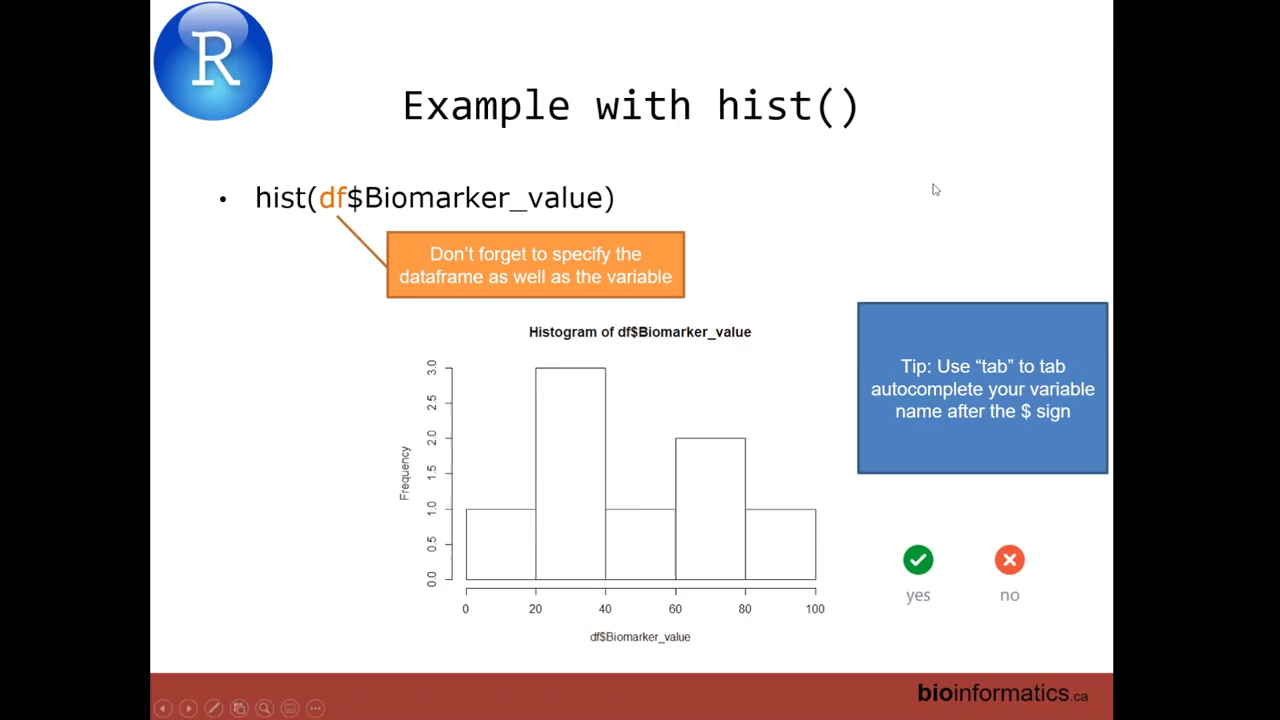 R
Example with hist()
• hist(df$Biomarker_value)
Don’t forget to specify the
dataframe as well as the variable
Histogram of df$Biomarker_value
Frequency
3.0
2.5
2.0
1.5
1.0
0.5
0.0
0 20 40 60 80 100
df$Biomarker_value
Tip: Use “tab” to tab
autocomplete your variable
name after the $ sign
yes no
bioinformatics.ca